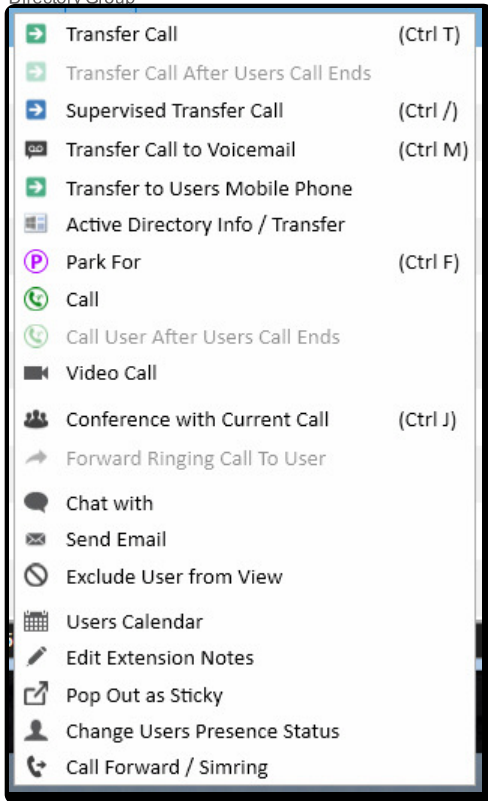 Directory Group
Transfer Call (Ctrl T)
Transfer Call After Users Call Ends
Supervised Transfer Call (Ctrl /)
Transfer Call to Voicemail (Ctrl M)
Transfer to Users Mobile Phone
Active Directory Info / Transfer
P Park For (Ctrl F)
Call
Call User After Users Call Ends
Video Call
Conference with Current Call (Ctrl J)
Forward Ringing Call To User
Chat with
Send Email
Exclude User from View
Users Calendar
Edit Extension Notes
Pop Out as Sticky
Change Users Presence Status
Call Forward / Simring